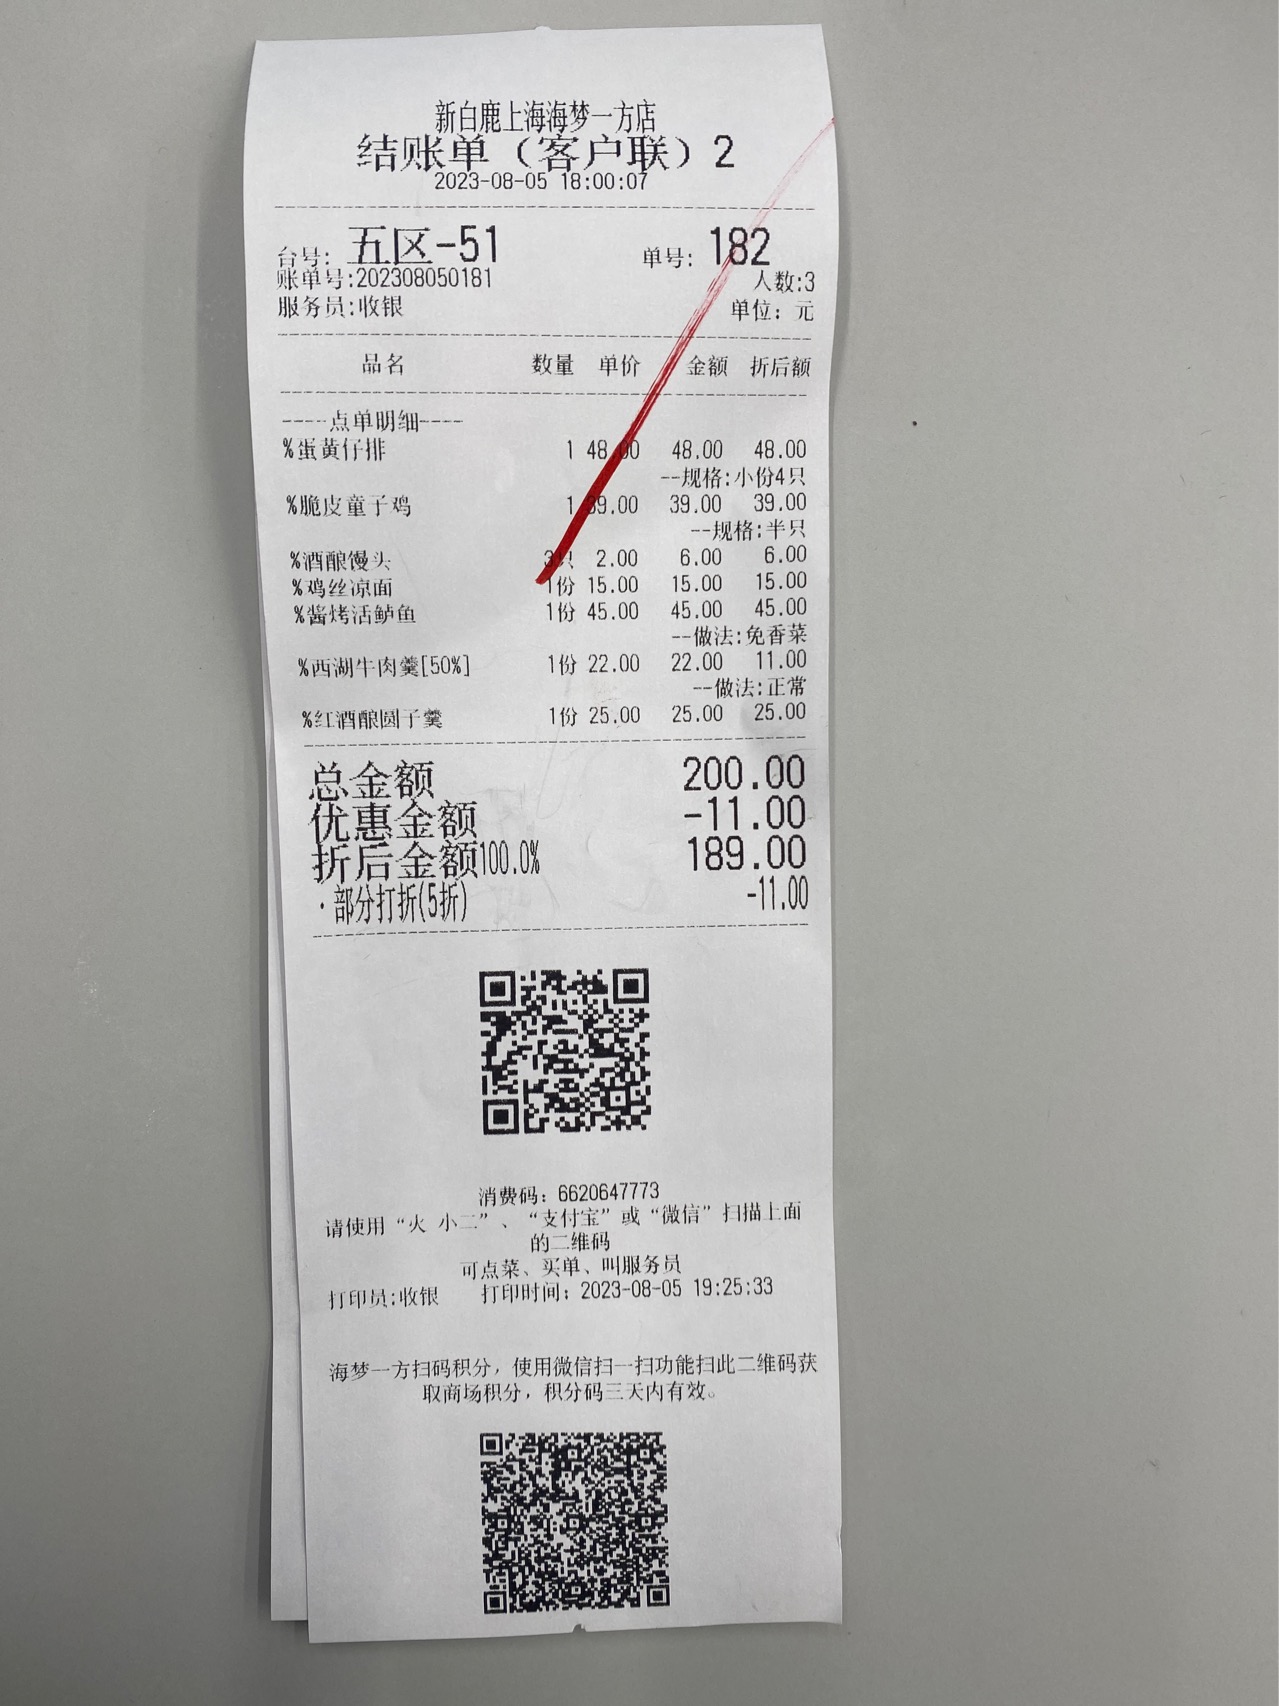 新白鹿上海海梦一方店
结账单（客户联）2
2023-08-05 18:00:07
台号: 五区-51 单号: 182
账单号:202308050181 人数:3
服务员:收银 单位: 元
品名 数量 单价 金额 折后额
----点单明细----
%蛋黄仔排 1 48.00 48.00 48.00
--规格:小份4只
%脆皮童子鸡 1 39.00 39.00 39.00
--规格:半只
%酒酿馒头 3只 2.00 6.00 6.00
%鸡丝凉面 1份 15.00 15.00 15.00
%酱烤活鲈鱼 1份 45.00 45.00 45.00
--做法:免香菜
%西湖牛肉羹[50%] 1份 22.00 22.00 11.00
--做法:正常
%红酒酿圆子羹 1份 25.00 25.00 25.00
总金额 200.00
优惠金额 -11.00
折后金额100.0% 189.00
·部分打折(5折) -11.00
消费码: 6620647773
请使用“火 小二”、“支付宝”或“微信”扫描上面
的二维码
可点菜、买单、叫服务员
打印员:收银 打印时间: 2023-08-05 19:25:33
海梦一方扫码积分，使用微信扫一扫功能扫此二维码获
取商场积分，积分码三天内有效。